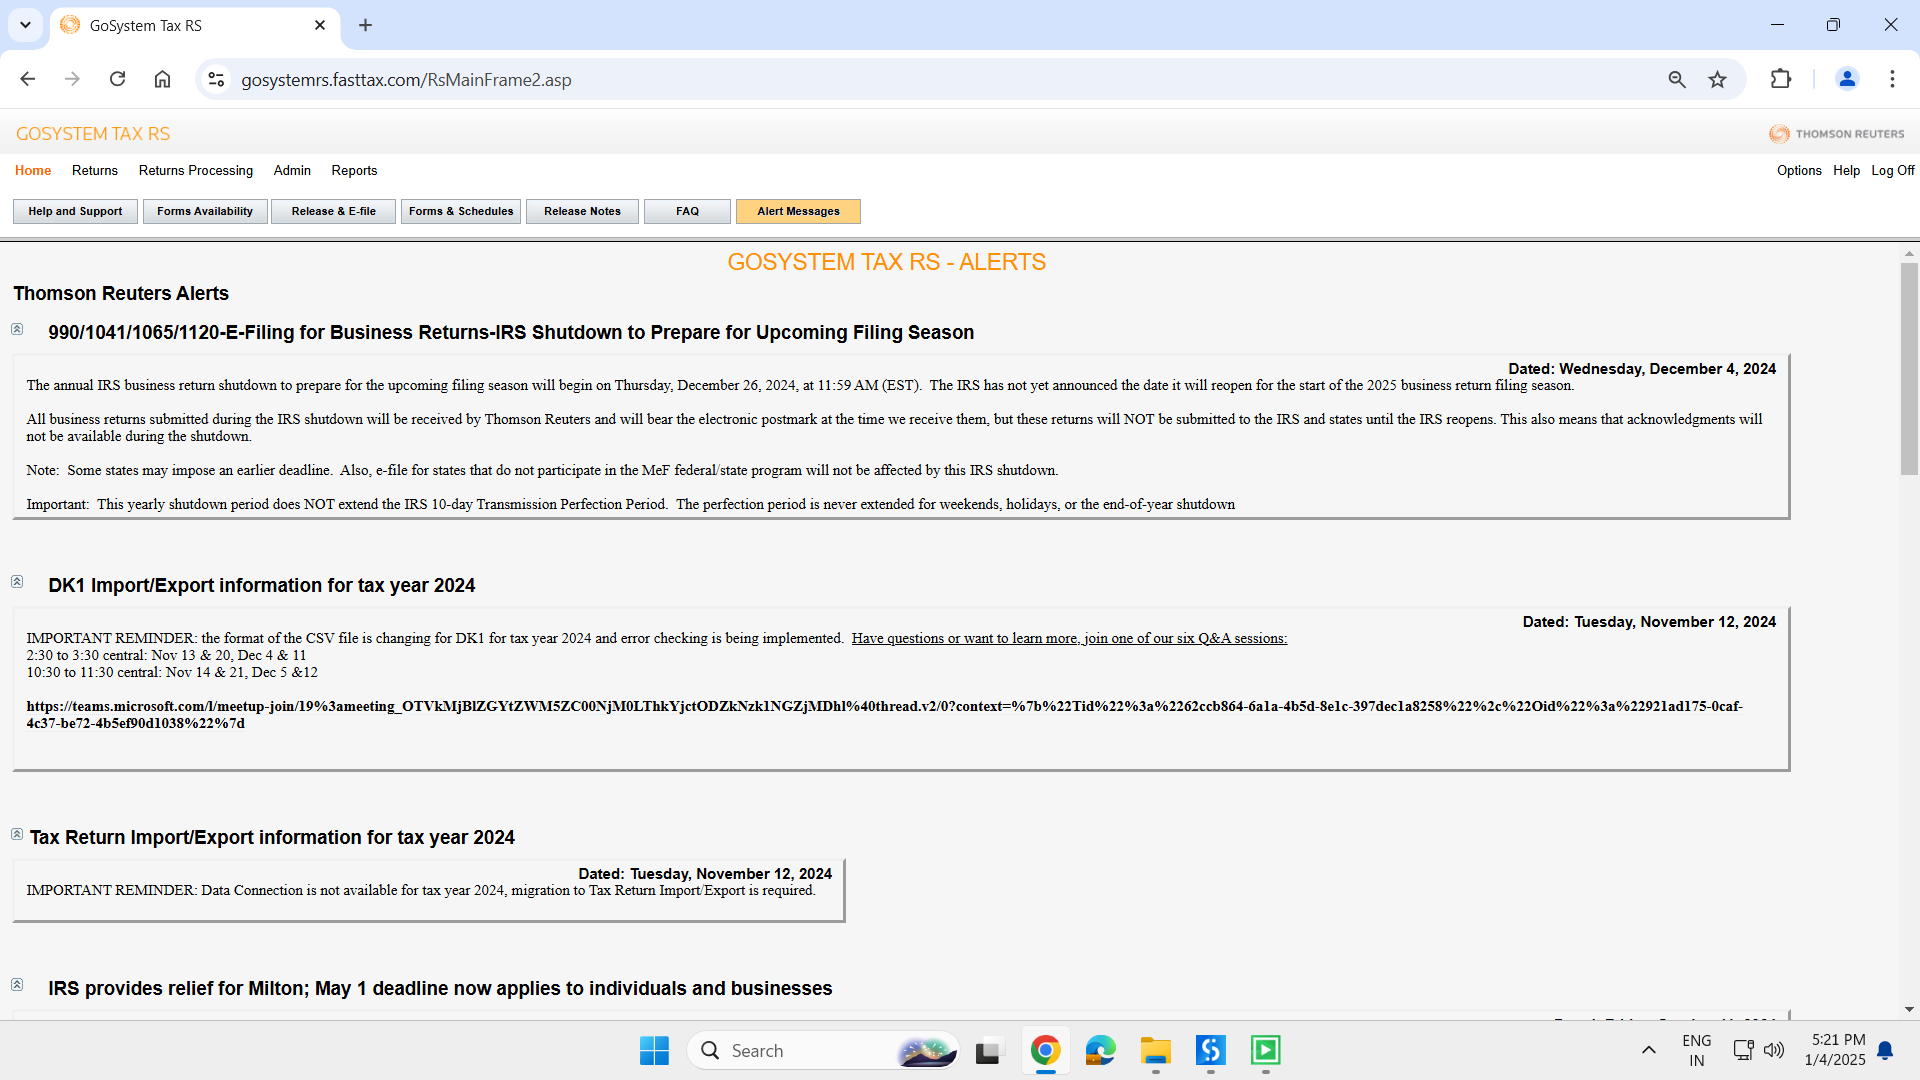 GoSystem Tax RS
gosystemrs.fasttax.com/RsMainFrame2.asp
GOSYSTEM TAX RS
THOMSON REUTERS
Home Returns Returns Processing Admin Reports
Options Help Log Off
Help and Support Forms Availability Release & E-file Forms & Schedules Release Notes FAQ Alert Messages
GOSYSTEM TAX RS - ALERTS
Thomson Reuters Alerts
990/1041/1065/1120-E-Filing for Business Returns-IRS Shutdown to Prepare for Upcoming Filing Season
Dated: Wednesday, December 4, 2024
The annual IRS business return shutdown to prepare for the upcoming filing season will begin on Thursday, December 26, 2024, at 11:59 AM (EST). The IRS has not yet announced the date it will reopen for the start of the 2025 business return filing season.
All business returns submitted during the IRS shutdown will be received by Thomson Reuters and will bear the electronic postmark at the time we receive them, but these returns will NOT be submitted to the IRS and states until the IRS reopens. This also means that acknowledgments will
not be available during the shutdown.
Note: Some states may impose an earlier deadline. Also, e-file for states that do not participate in the MeF federal/state program will not be affected by this IRS shutdown.
Important: This yearly shutdown period does NOT extend the IRS 10-day Transmission Perfection Period. The perfection period is never extended for weekends, holidays, or the end-of-year shutdown
DK1 Import/Export information for tax year 2024
Dated: Tuesday, November 12, 2024
IMPORTANT REMINDER: the format of the CSV file is changing for DK1 for tax year 2024 and error checking is being implemented. Have questions or want to learn more, join one of our six Q&A sessions:
2:30 to 3:30 central: Nov 13 & 20, Dec 4 & 11
10:30 to 11:30 central: Nov 14 & 21, Dec 5 &12
https://teams.microsoft.com/l/meetup-join/19%3ameeting_OTVkMjBlZGYtZWM5ZC00NjM0LThkYjctODZkNzk1NGZjMDhl%40thread.v2/0?context=%7b%22Tid%22%3a%2262ccb864-6a1a-4b5d-8e1c-397dec1a8258%22%2c%22Oid%22%3a%22921ad175-0caf-
4c37-be72-4b5ef90d1038%22%7d
Tax Return Import/Export information for tax year 2024
Dated: Tuesday, November 12, 2024
IMPORTANT REMINDER: Data Connection is not available for tax year 2024, migration to Tax Return Import/Export is required.
IRS provides relief for Milton; May 1 deadline now applies to individuals and businesses
Search
ENG
IN
5:21 PM
1/4/2025